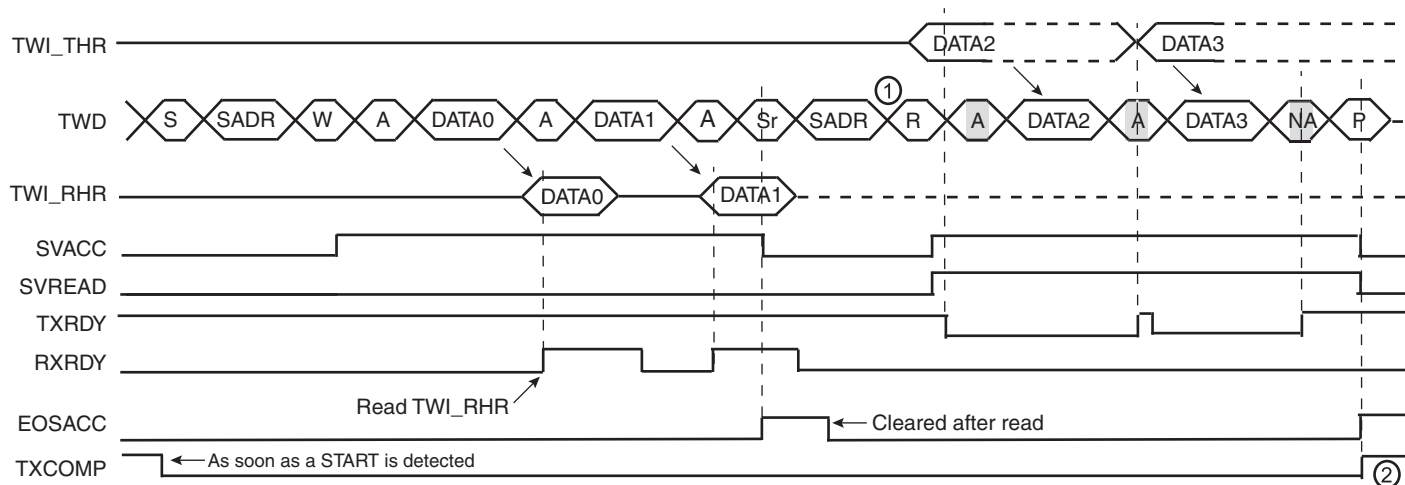 TWI_THR DATA2 DATA3
1
TWD S SADR W A DATA0 A DATA1 A Sr SADR R A DATA2 A DATA3 NA P
TWI_RHR DATA0 DATA1
SVACC
SVREAD
TXRDY
RXRDY
Read TWI_RHR
EOSACC Cleared after read
TXCOMP As soon as a START is detected 2